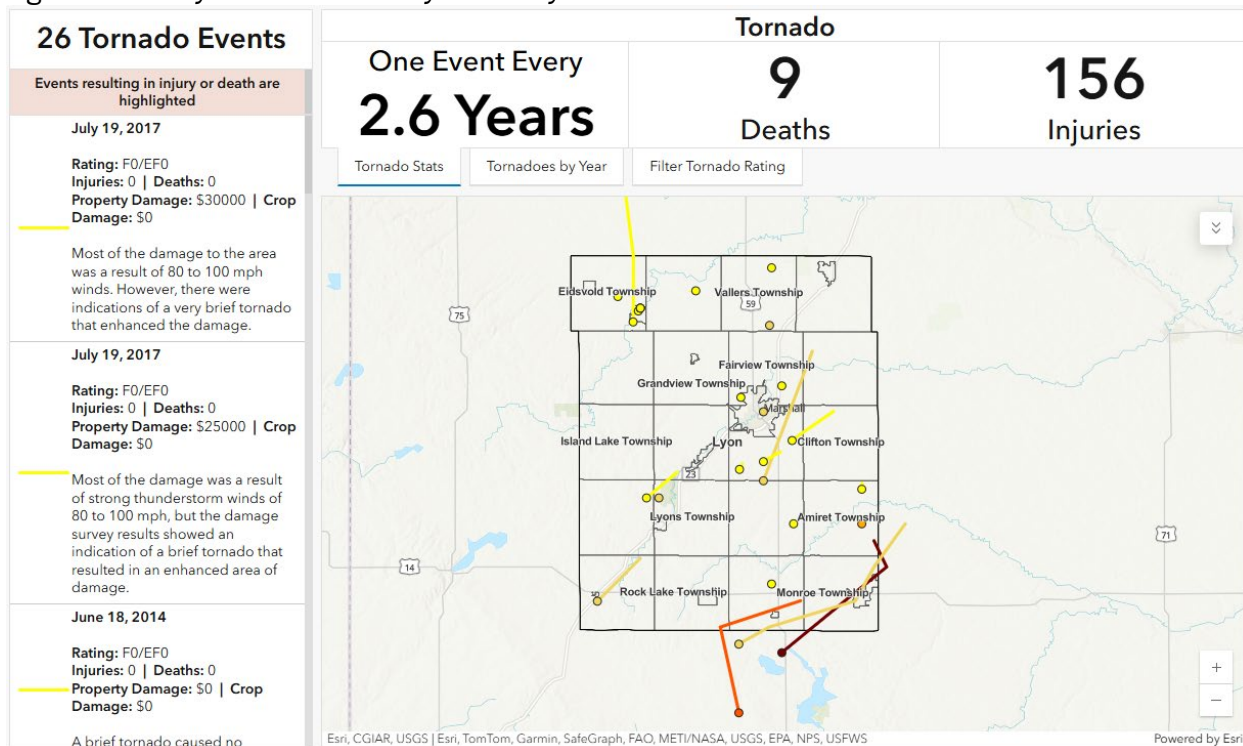 26 Tornado Events
Events resulting in injury or death are
highlighted
July 19, 2017
Rating: F0/EF0
Injuries: 0 | Deaths: 0
Property Damage: $30000 | Crop
Damage: $0
Most of the damage to the area
was a result of 80 to 100 mph
winds. However, there were
indications of a very brief tornado
that enhanced the damage.
July 19, 2017
Rating: F0/EF0
Injuries: 0 | Deaths: 0
Property Damage: $25000 | Crop
Damage: $0
Most of the damage was a result
of strong thunderstorm winds of
80 to 100 mph, but the damage
survey results showed an
indication of a brief tornado that
resulted in an enhanced area of
damage.
June 18, 2014
Rating: F0/EF0
Injuries: 0 | Deaths: 0
Property Damage: $0 | Crop
Damage: $0
A brief tornado caused no
Tornado
One Event Every
2.6 Years
9
Deaths
156
Injuries
Tornado Stats
Tornadoes by Year
Filter Tornado Rating
Eidsvold Township
Vallers Township
59
75
Fairview Township
Grandview Township
Marshall
Island Lake Township
Lyon
Clifton Township
23
Lyons Township
Amiret Township
71
14
Rock Lake Township
Monroe Township
+
−
Esri, CGIAR, USGS | Esri, TomTom, Garmin, SafeGraph, FAO, METI/NASA, USGS, EPA, NPS, USFWS
Powered by Esri